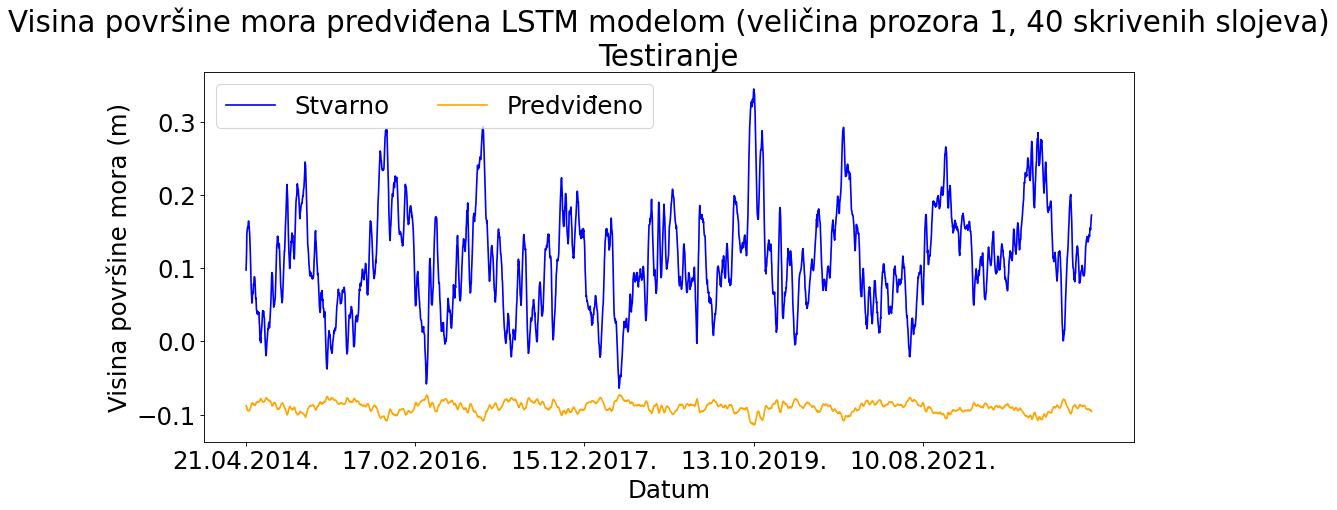 Visina površine mora predviđena LSTM modelom (veličina prozora 1, 40 skrivenih slojeva)
Testiranje
Stvarno
Predviđeno
Visina površine mora (m)
0.3
0.2
0.1
0.0
−0.1
21.04.2014.
17.02.2016.
15.12.2017.
13.10.2019.
10.08.2021.
Datum